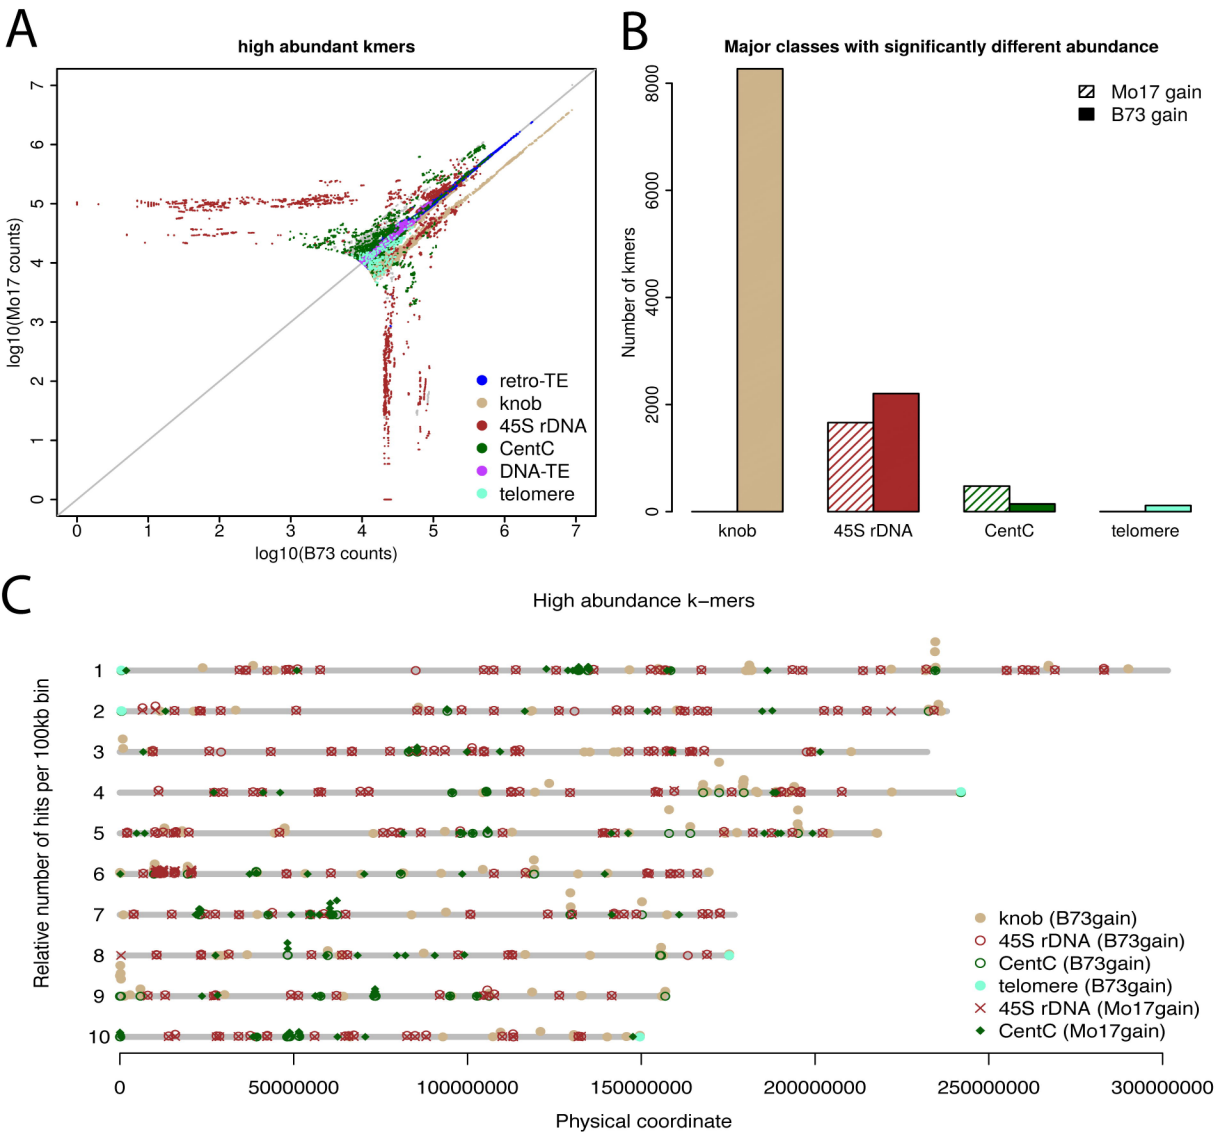 A
high abundant kmers
log10(Mo17 counts)
7
6
5
4
3
2
1
0
retro-TE
knob
45S rDNA
CentC
DNA-TE
telomere
0 1 2 3 4 5 6 7
log10(B73 counts)
B
Major classes with significantly different abundance
Mo17 gain
B73 gain
Number of kmers
8000
6000
4000
2000
0
knob 45S rDNA CentC telomere
C
High abundance k−mers
Relative number of hits per 100kb bin
1
2
3
4
5
6
7
8
9
10
knob (B73gain)
45S rDNA (B73gain)
CentC (B73gain)
telomere (B73gain)
45S rDNA (Mo17gain)
CentC (Mo17gain)
0 50000000 100000000 150000000 200000000 250000000 300000000
Physical coordinate